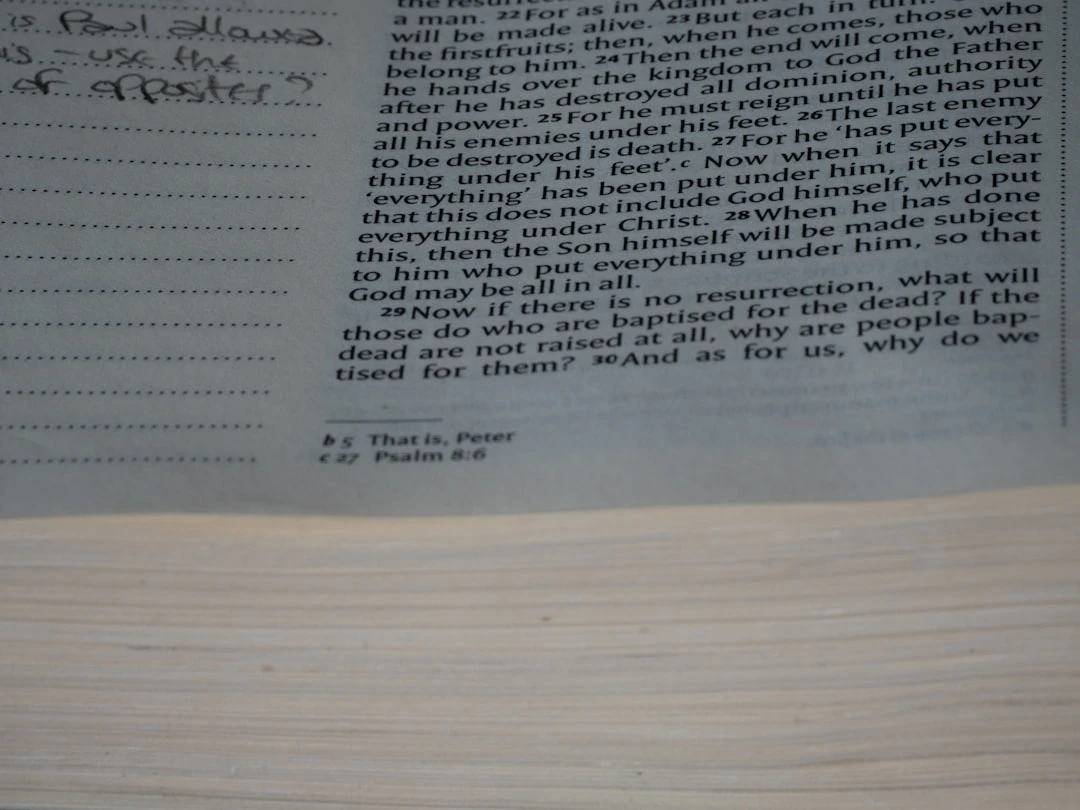 is Paul allowed
is - use the
of opposites?
a man. 22 For as in Adam
will be made alive. 23 But each in turn:
the firstfruits; then, when he comes, those who
belong to him. 24 Then the end will come, when
he hands over the kingdom to God the Father
after he has destroyed all dominion, authority
and power. 25 For he must reign until he has put
all his enemies under his feet. 26 The last enemy
to be destroyed is death. 27 For he ‘has put every-
thing under his feet’.c Now when it says that
‘everything’ has been put under him, it is clear
that this does not include God himself, who put
everything under Christ. 28 When he has done
this, then the Son himself will be made subject
to him who put everything under him, so that
God may be all in all.
29 Now if there is no resurrection, what will
those do who are baptised for the dead? If the
dead are not raised at all, why are people bap-
tised for them? 30 And as for us, why do we
b 5 That is, Peter
c 27 Psalm 8:6